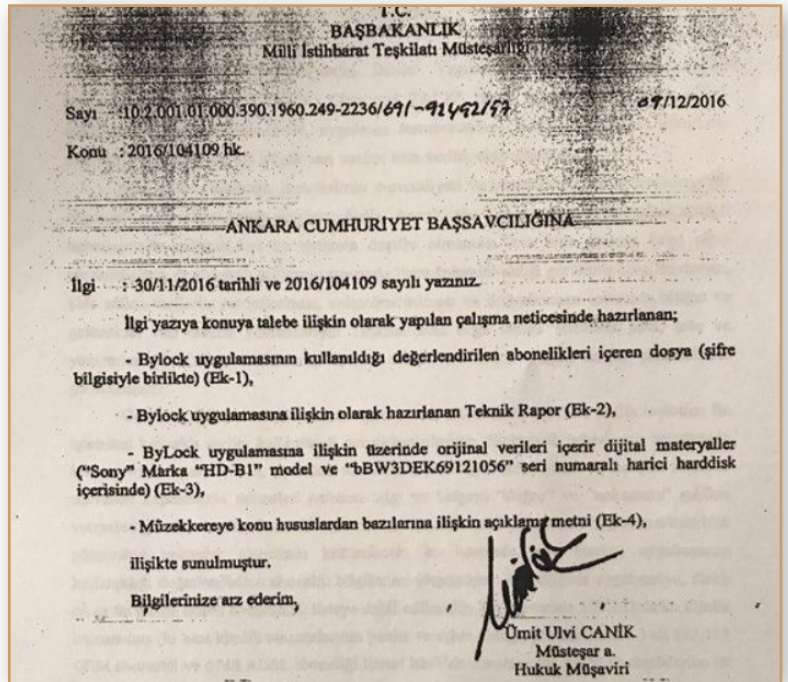 T.C.
BAŞBAKANLIK
Millî İstihbarat Teşkilatı Müsteşarlığı
Sayı :10.2.001.01.000.390.1960.249-2236/691-91492/57 09/12/2016
Konu : 2016/104109 hk.
ANKARA CUMHURİYET BAŞSAVCILIĞINA
İlgi : 30/11/2016 tarihli ve 2016/104109 sayılı yazınız.
İlgi yazıya konuya talebe ilişkin olarak yapılan çalışma neticesinde hazırlanan;
- Bylock uygulamasının kullanıldığı değerlendirilen abonelikleri içeren dosya (şifre
bilgisiyle birlikte) (Ek-1),
- Bylock uygulamasına ilişkin olarak hazırlanan Teknik Rapor (Ek-2),
- ByLock uygulamasına ilişkin üzerinde orijinal verileri içerir dijital materyaller
("Sony" Marka "HD-B1" model ve "bBW3DEK69121056" seri numaralı harici harddisk
içerisinde) (Ek-3),
- Müzekkereye konu hususlardan bazılarına ilişkin açıklama metni (Ek-4),
ilişikte sunulmuştur.
Bilgilerinize arz ederim,
Ümit Ulvi CANİK
Müsteşar a.
Hukuk Müşaviri